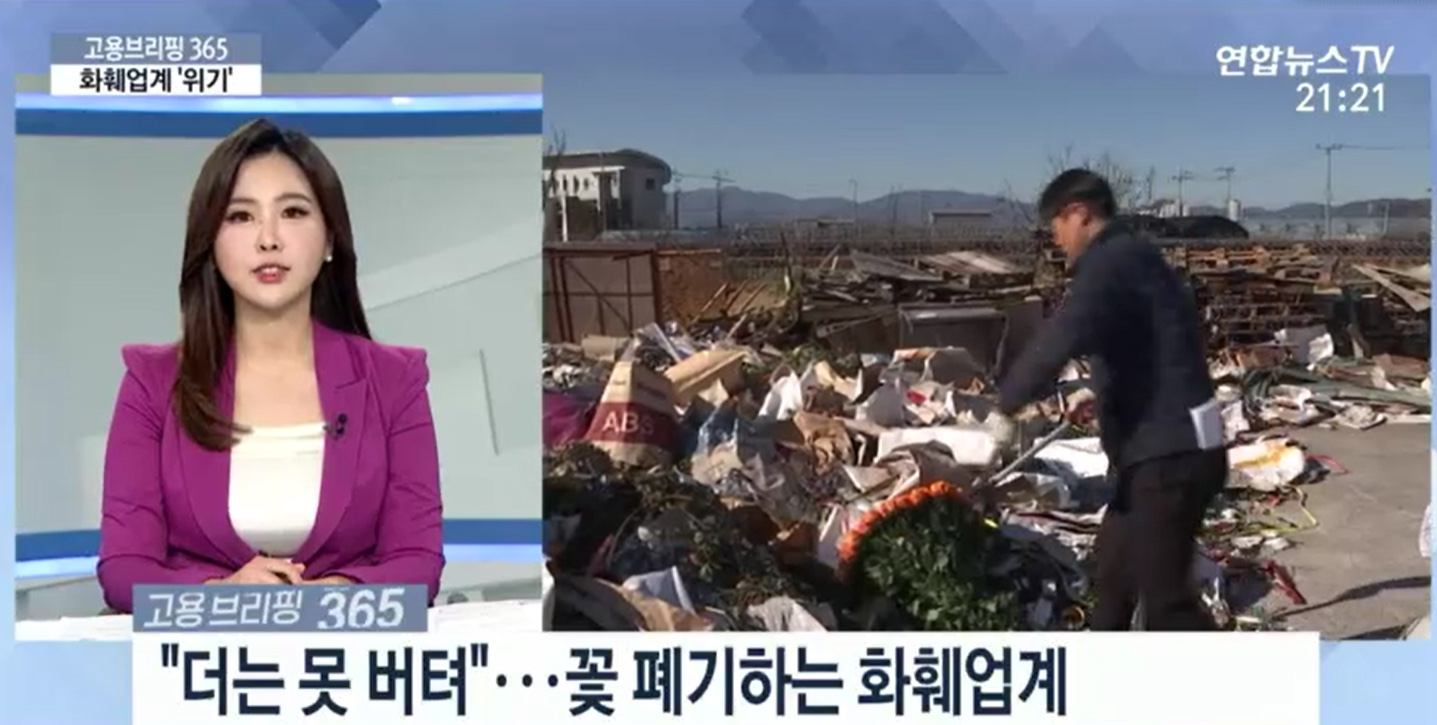 고용브리핑 365
화훼업계 '위기'
연합뉴스TV
21:21
ABS
고용브리핑 365
"더는 못 버텨"···꽃 폐기하는 화훼업계